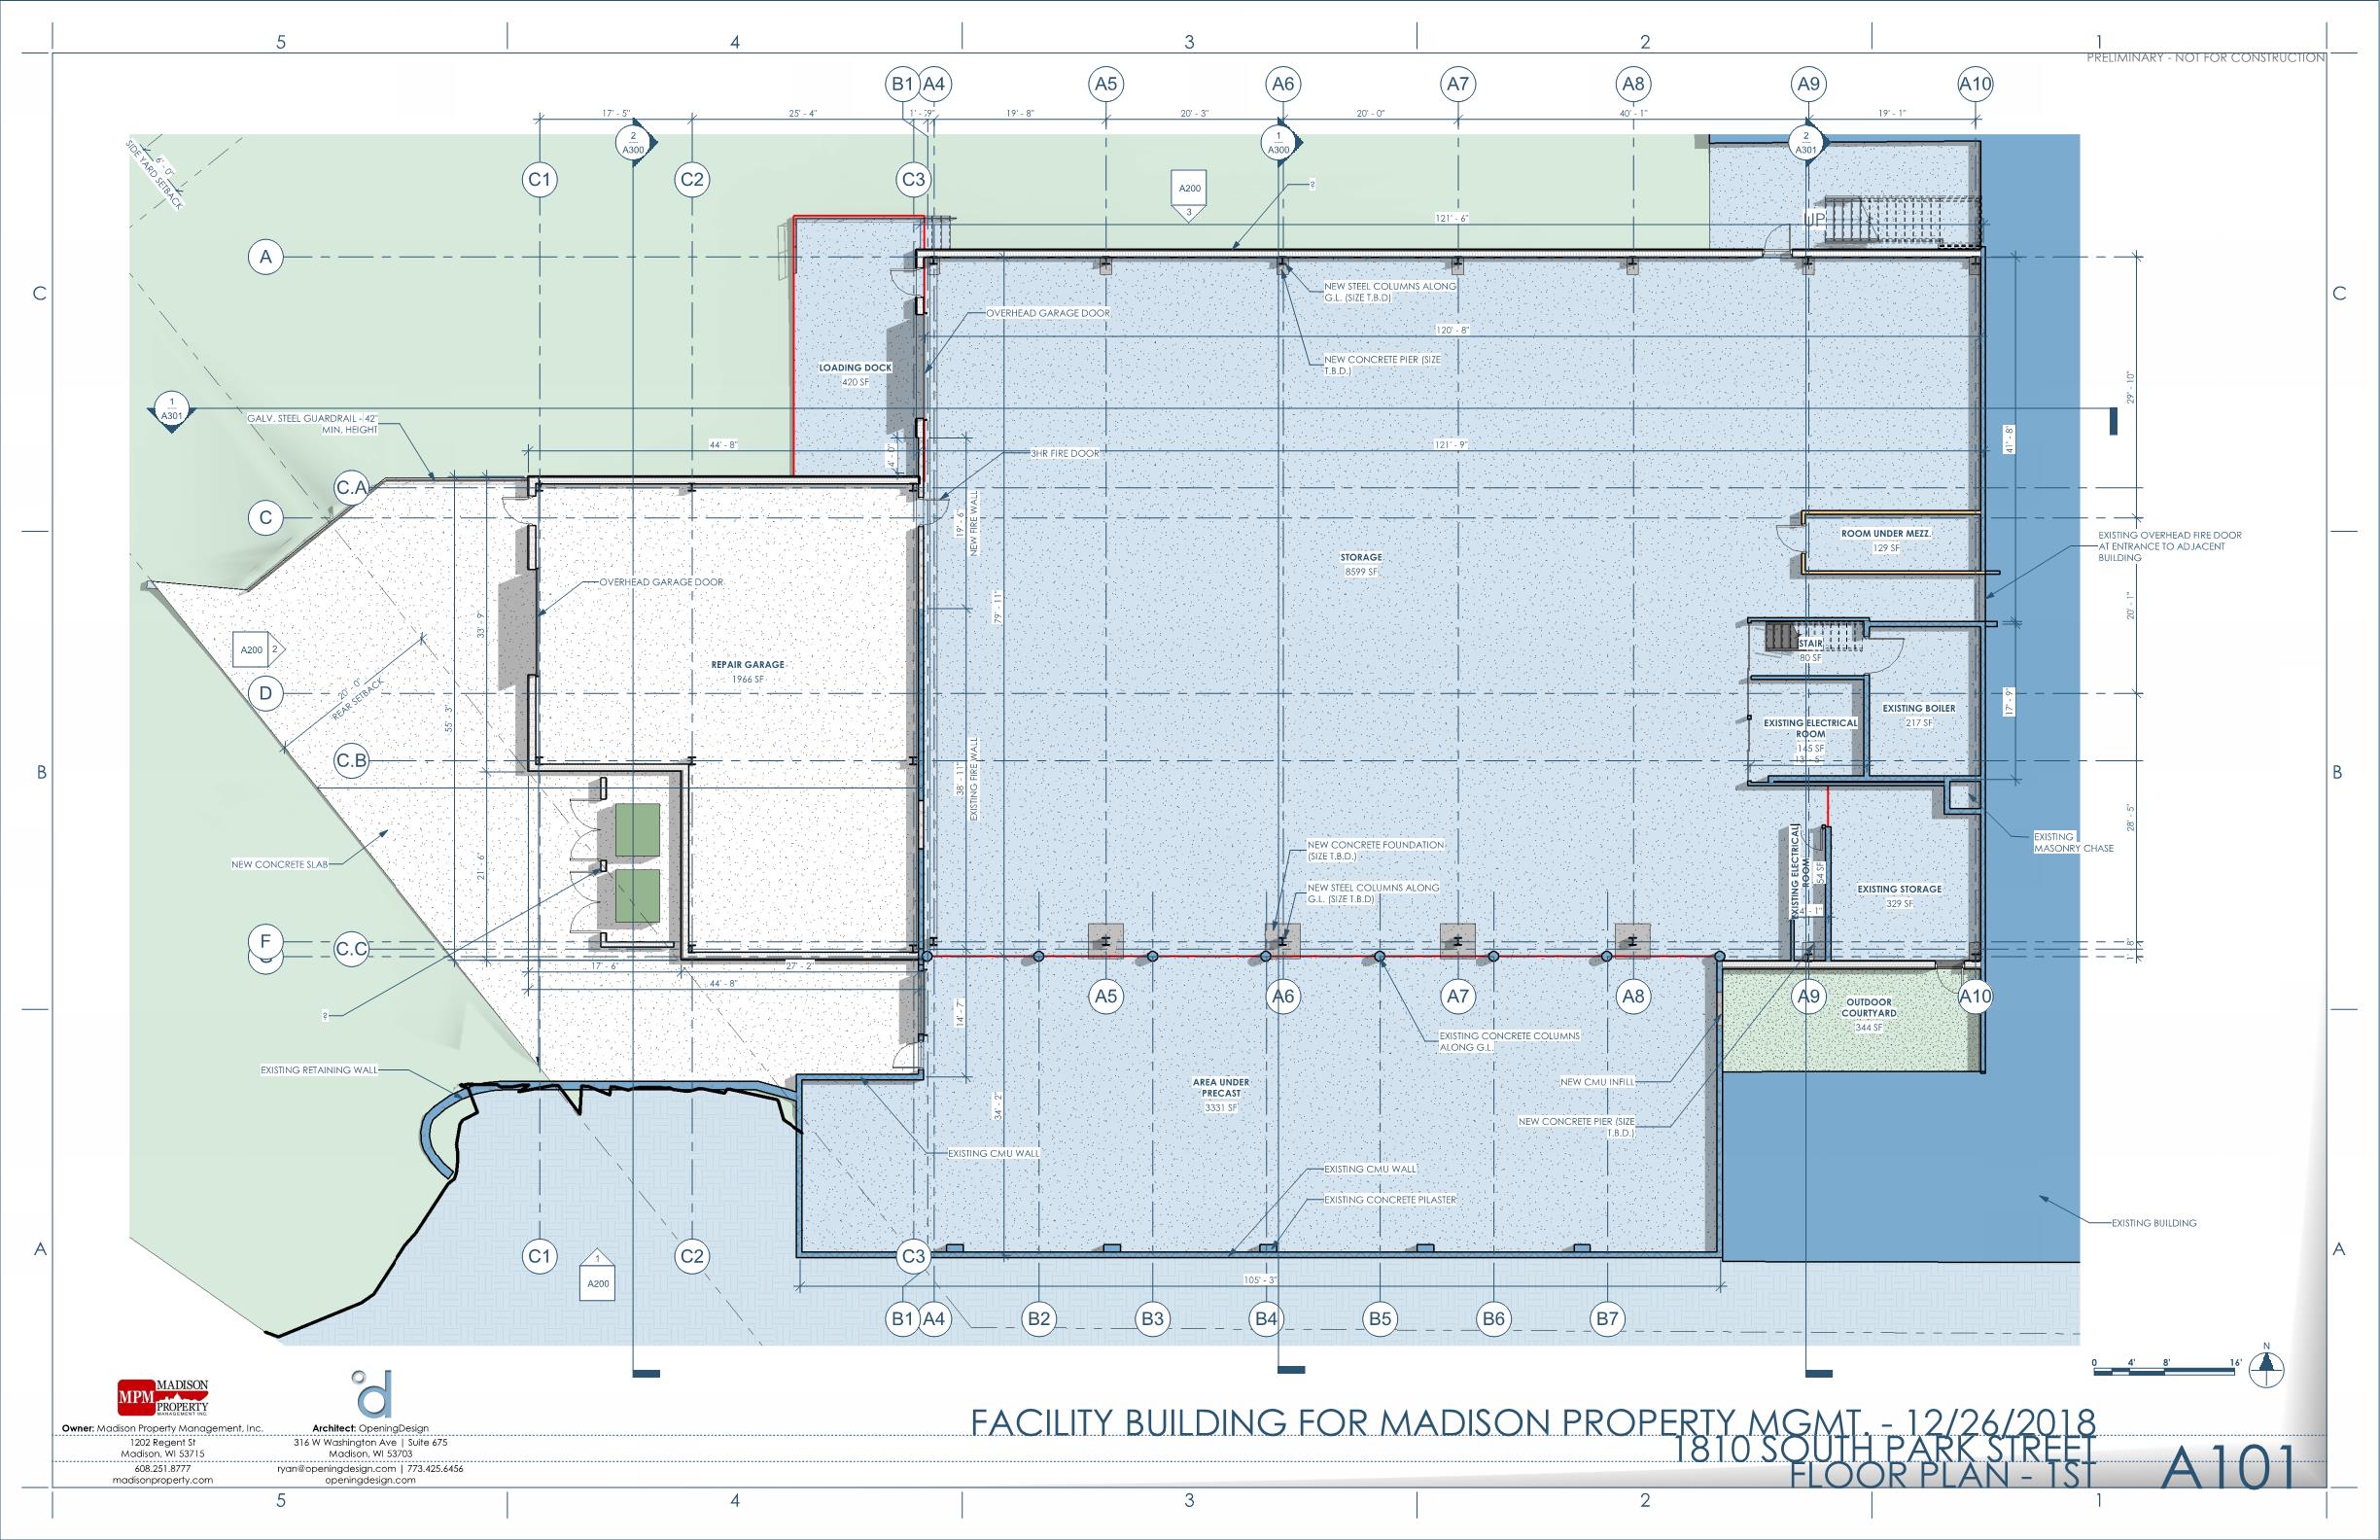 5
4
3
2
1
PRELIMINARY - NOT FOR CONSTRUCTION
B1
A4
A5
A6
A7
A8
A9
A10
17' - 5"
25' - 4"
1' - 9"
19' - 8"
20' - 3"
20' - 0"
40' - 1"
19' - 1"
2
A300
1
A300
2
A301
SIDE YARD SETBACK
6' - 0"
C1
C2
C3
A200
3
?
121' - 6"
UP
A
C
C
NEW STEEL COLUMNS ALONG
G.L. (SIZE T.B.D)
OVERHEAD GARAGE DOOR
120' - 8"
NEW CONCRETE PIER (SIZE
T.B.D.)
LOADING DOCK
420 SF
29' - 10"
1
A301
GALV. STEEL GUARDRAIL - 42"
MIN. HEIGHT
44' - 8"
4' - 0"
121' - 9"
41' - 8"
3HR FIRE DOOR
C.A
C
19' - 6"
NEW FIRE WALL
ROOM UNDER MEZZ.
129 SF
EXISTING OVERHEAD FIRE DOOR
AT ENTRANCE TO ADJACENT
BUILDING
STORAGE
8599 SF
OVERHEAD GARAGE DOOR
79' - 11"
20' - 1"
33' - 9"
A200
2
STAIR
80 SF
REPAIR GARAGE
1966 SF
20' - 0"
REAR SETBACK
D
55' - 3"
17' - 9"
EXISTING BOILER
217 SF
EXISTING ELECTRICAL
ROOM
145 SF
13' - 5"
C.B
B
B
38' - 11"
EXISTING FIRE WALL
28' - 5"
NEW CONCRETE SLAB
21' - 6"
NEW CONCRETE FOUNDATION
(SIZE T.B.D.)
NEW STEEL COLUMNS ALONG
G.L. (SIZE T.B.D)
EXISTING ELECTRICAL
ROOM
54 SF
4' - 1"
EXISTING STORAGE
329 SF
EXISTING
MASONRY CHASE
F
C.C
17' - 6"
27' - 2"
44' - 8"
A5
A6
A7
A8
A9
A10
OUTDOOR
COURTYARD
344 SF
?
14' - 7"
EXISTING CONCRETE COLUMNS
ALONG G.L.
EXISTING RETAINING WALL
AREA UNDER
PRECAST
3331 SF
34' - 2"
NEW CMU INFILL
NEW CONCRETE PIER (SIZE
T.B.D.)
EXISTING CMU WALL
EXISTING CMU WALL
EXISTING CONCRETE PILASTER
EXISTING BUILDING
A
A
C1
C2
C3
1
A200
105' - 3"
B1
A4
B2
B3
B4
B5
B6
B7
0
4'
8'
16'
N
MPM
MADISON
PROPERTY
MANAGEMENT INC.
Owner: Madison Property Management, Inc.
1202 Regent St
Madison, WI 53715
608.251.8777
madisonproperty.com
d
Architect: OpeningDesign
316 W Washington Ave | Suite 675
Madison, WI 53703
ryan@openingdesign.com | 773.425.6456
openingdesign.com
FACILITY BUILDING FOR MADISON PROPERTY MGMT. - 12/26/2018
1810 SOUTH PARK STREET
FLOOR PLAN - 1ST
A101
5
4
3
2
1